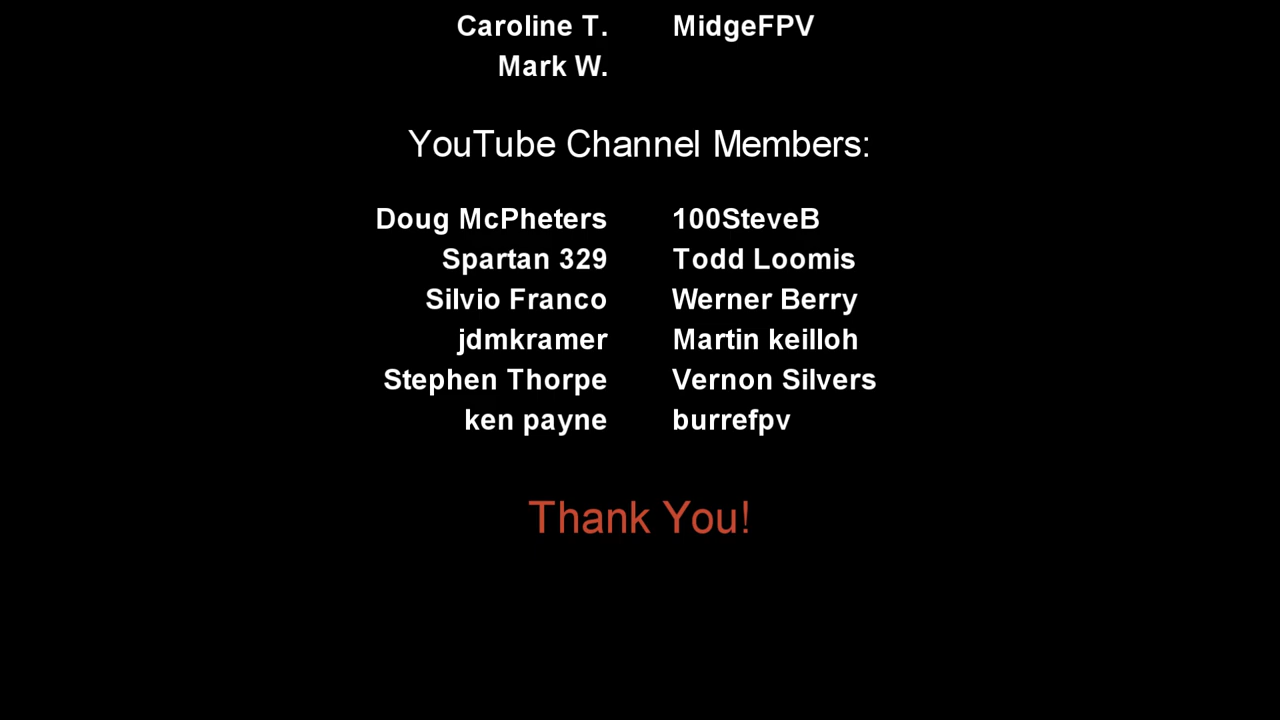 Caroline T. MidgeFPV
Mark W.
YouTube Channel Members:
Doug McPheters 100SteveB
Spartan 329 Todd Loomis
Silvio Franco Werner Berry
jdmkramer Martin keilloh
Stephen Thorpe Vernon Silvers
ken payne burrefpv
Thank You!